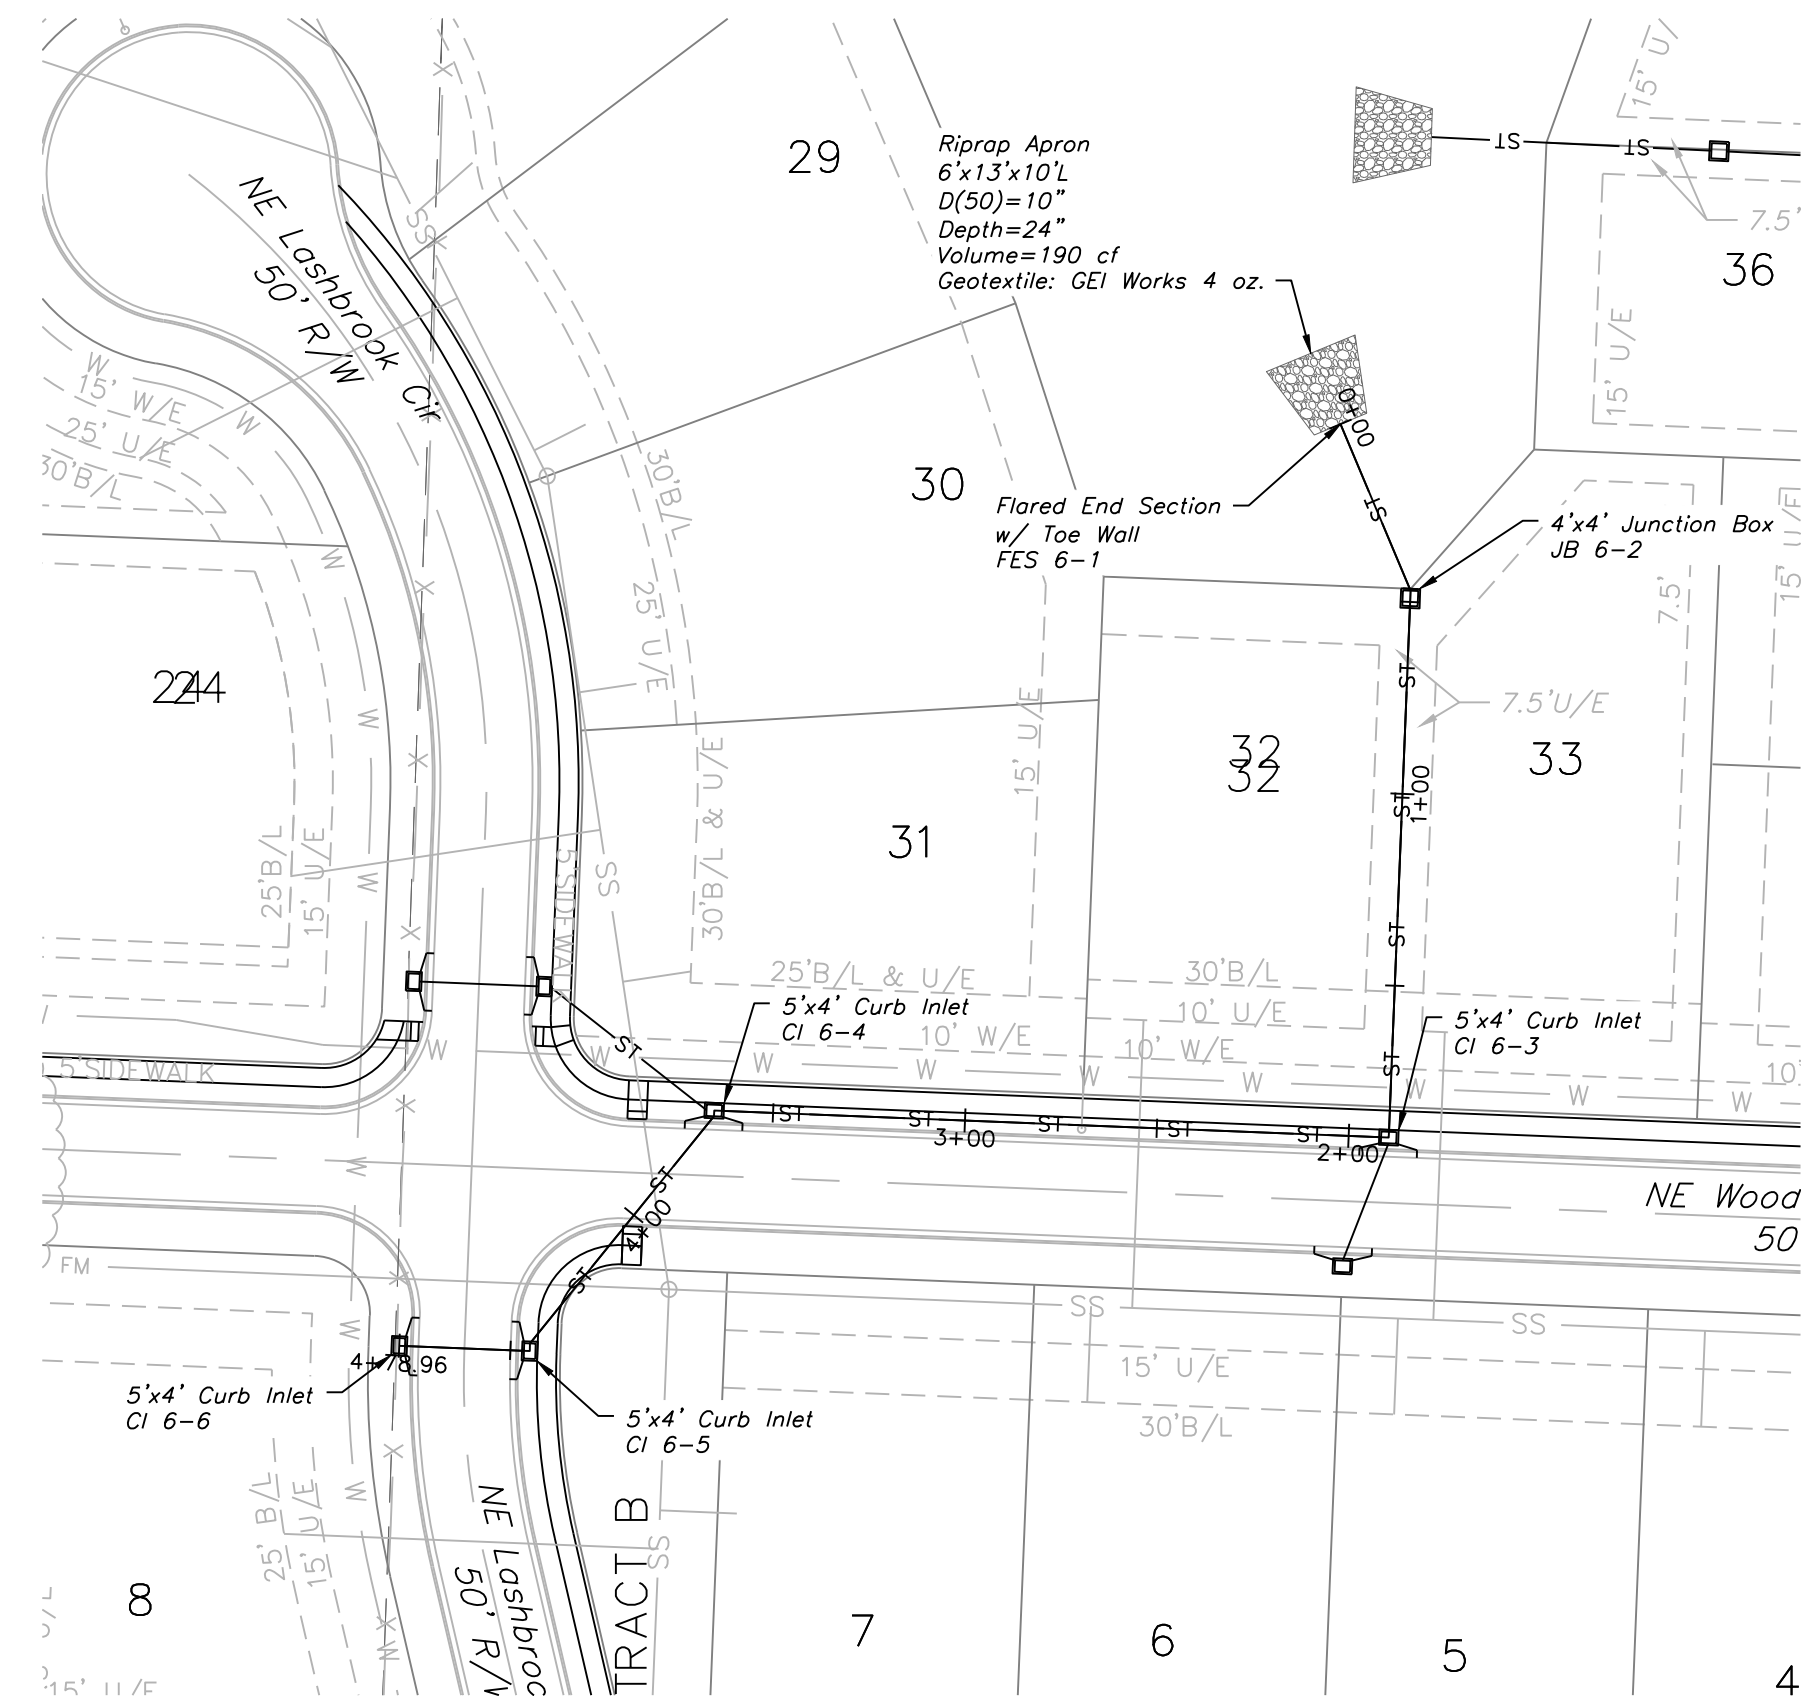 29
Riprap Apron
6'x13'x10'L
D(50)=10"
Depth=24"
Volume=190 cf
Geotextile: GEI Works 4 oz.
ST
ST
15' U/
7.5'
36
15' U/E
NE Lashbrook Cir
50' R/W
X
SS
W
15' W/E
25' U/E
30'B/L
W
W
X
30'B/L
25' U/E
30
Flared End Section
w/ Toe Wall
FES 6-1
0+00
ST
4'x4' Junction Box
JB 6-2
7.5'
15' U/E
15'
24
24
W
X
X
W
W
25'B/L
15' U/E
X
5'SIDEWALK
SS
31
30'B/L & U/E
15' U/E
25'B/L & U/E
32
32
ST
7.5'U/E
33
ST
1+00
ST
30'B/L
10' U/E
5'x4' Curb Inlet
CI 6-4
5'x4' Curb Inlet
CI 6-3
10' W/E
10' W/E
ST
ST
W
W
W
W
W
W
W
W
W
10'
5'SIDEWALK
X
ST
ST
ST
ST
ST
3+00
2+00
W
ST
4+00
ST
NE Wood
50
FM
X
SS
SS
W
4+78.96
5'x4' Curb Inlet
CI 6-6
5'x4' Curb Inlet
CI 6-5
15' U/E
30'B/L
X
W
25' B/L
15' U/E
NE Lashbroo
50' R/
TRACT B
SS
X
W
8
7
6
5
4
15' U/E